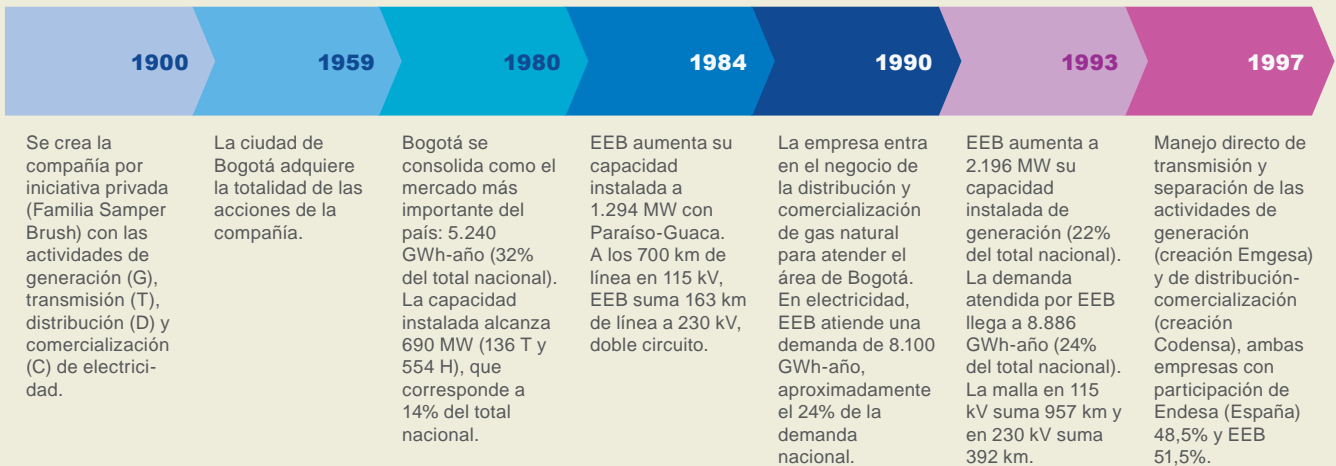 1900
1959
1980
1984
1990
1993
1997
Se crea la
compañía por
iniciativa privada
(Familia Samper
Brush) con las
actividades de
generación (G),
transmisión (T),
distribución (D) y
comercialización
(C) de electrici-
dad.
La ciudad de
Bogotá adquiere
la totalidad de las
acciones de la
compañía.
Bogotá se
consolida como el
mercado más
importante del
país: 5.240
GWh-año (32%
del total nacional).
La capacidad
instalada alcanza
690 MW (136 T y
554 H), que
corresponde a
14% del total
nacional.
EEB aumenta su
capacidad
instalada a
1.294 MW con
Paraíso-Guaca.
A los 700 km de
línea en 115 kV,
EEB suma 163 km
de línea a 230 kV,
doble circuito.
La empresa entra
en el negocio de
la distribución y
comercialización
de gas natural
para atender el
área de Bogotá.
En electricidad,
EEB atiende una
demanda de 8.100
GWh-año,
aproximadamente
el 24% de la
demanda
nacional.
EEB aumenta a
2.196 MW su
capacidad
instalada de
generación (22%
del total nacional).
La demanda
atendida por EEB
llega a 8.886
GWh-año (24%
del total nacional).
La malla en 115
kV suma 957 km y
en 230 kV suma
392 km.
Manejo directo de
transmisión y
separación de las
actividades de
generación
(creación Emgesa)
y de distribución-
comercialización
(creación
Codensa), ambas
empresas con
participación de
Endesa (España)
48,5% y EEB
51,5%.